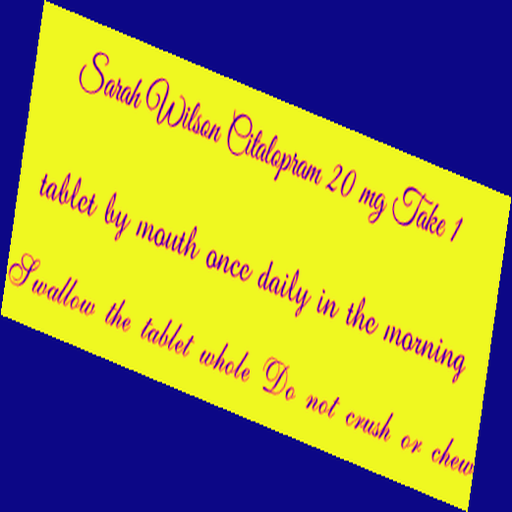 Sarah Wilson Citalopram 20 mg Take 1
tablet by mouth once daily in the morning
Swallow the tablet whole Do not crush or chew